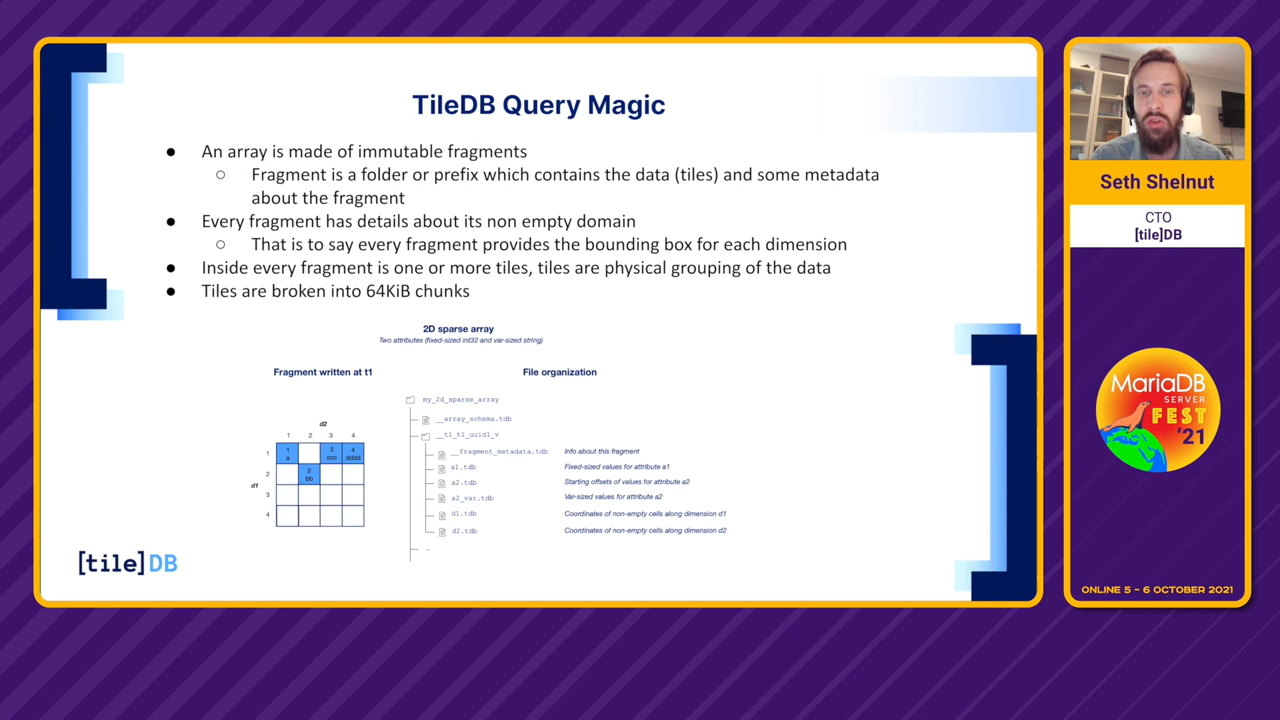 TileDB Query Magic
● An array is made of immutable fragments
○ Fragment is a folder or prefix which contains the data (tiles) and some metadata
about the fragment
● Every fragment has details about its non empty domain
○ That is to say every fragment provides the bounding box for each dimension
● Inside every fragment is one or more tiles, tiles are physical grouping of the data
● Tiles are broken into 64KiB chunks
2D sparse array
Two attributes (fixed-sized int32 and var-sized string)
Fragment written at t1
d2
1 2 3 4
d1
1
2
3
4
1
a
3
ccc
4
dddd
2
bb
File organization
my_2d_sparse_array
__array_schema.tdb
__t1_t1_uuid1_v
__fragment_metadata.tdb Info about this fragment
a1.tdb Fixed-sized values for attribute a1
a2.tdb Starting offsets of values for attribute a2
a2_var.tdb Var-sized values for attribute a2
d1.tdb Coordinates of non-empty cells along dimension d1
d2.tdb Coordinates of non-empty cells along dimension d2
…
[tile]DB
Seth Shelnut
CTO
[tile]DB
MariaDB
SERVER
FEST
'21
ONLINE 5 – 6 OCTOBER 2021